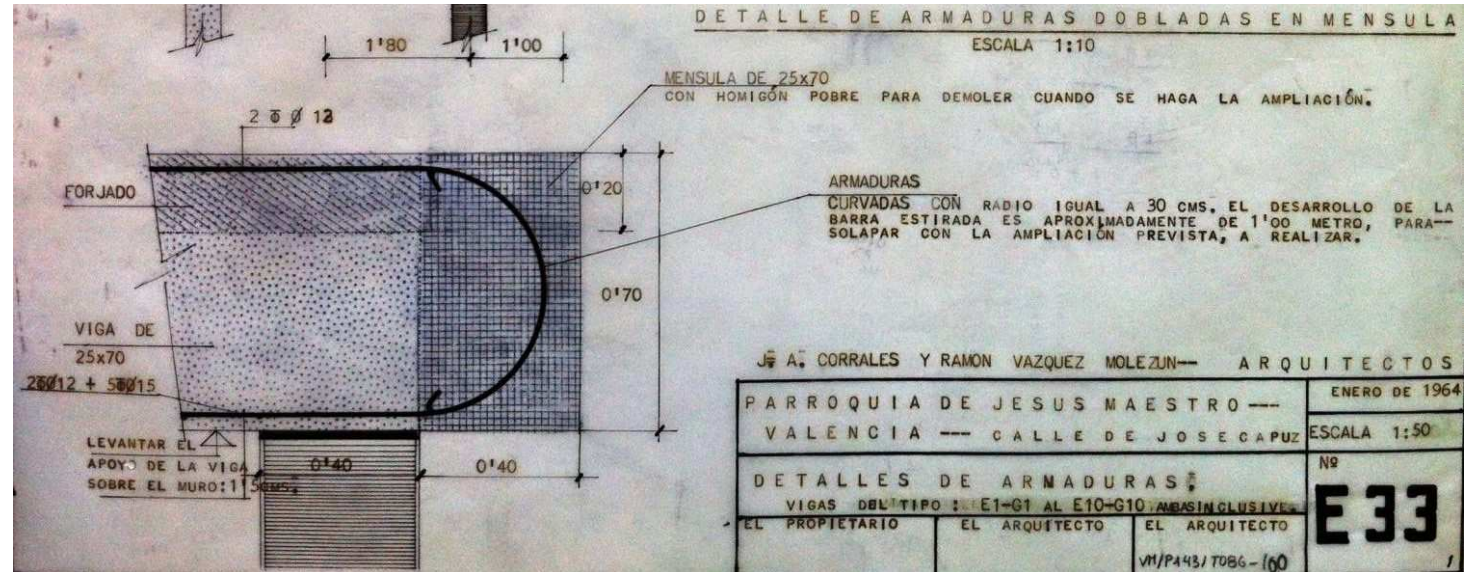 DETALLE DE ARMADURAS DOBLADAS EN MENSULA
ESCALA 1:10
1'80
1'00
MENSULA DE 25x70
CON HOMIGÓN POBRE PARA DEMOLER CUANDO SE HAGA LA AMPLIACIÓN.
FORJADO
0'20
ARMADURAS
CURVADAS CON RADIO IGUAL A 30 CMS. EL DESARROLLO DE LA
BARRA ESTIRADA ES APROXIMADAMENTE DE 1'00 METRO, PARA--
SOLAPAR CON LA AMPLIACIÓN PREVISTA, A REALIZAR.
0'70
VIGA DE
25x70
LEVANTAR EL
APOYO DE LA VIGA
SOBRE EL MURO:
0'40
0'40
J. A. CORRALES Y RAMON VAZQUEZ MOLEZUN-- ARQUITECTOS
PARROQUIA DE JESUS MAESTRO---
VALENCIA --- CALLE DE JOSE CAPUZ
ENERO DE 1964
ESCALA 1:50
DETALLES DE ARMADURAS.
VIGAS DEL TIPO : E1-G1 AL E10-G10 AMBAS INCLUSIVE.
Nº
E33
EL PROPIETARIO
EL ARQUITECTO
EL ARQUITECTO
VM/P143/T086-100
1